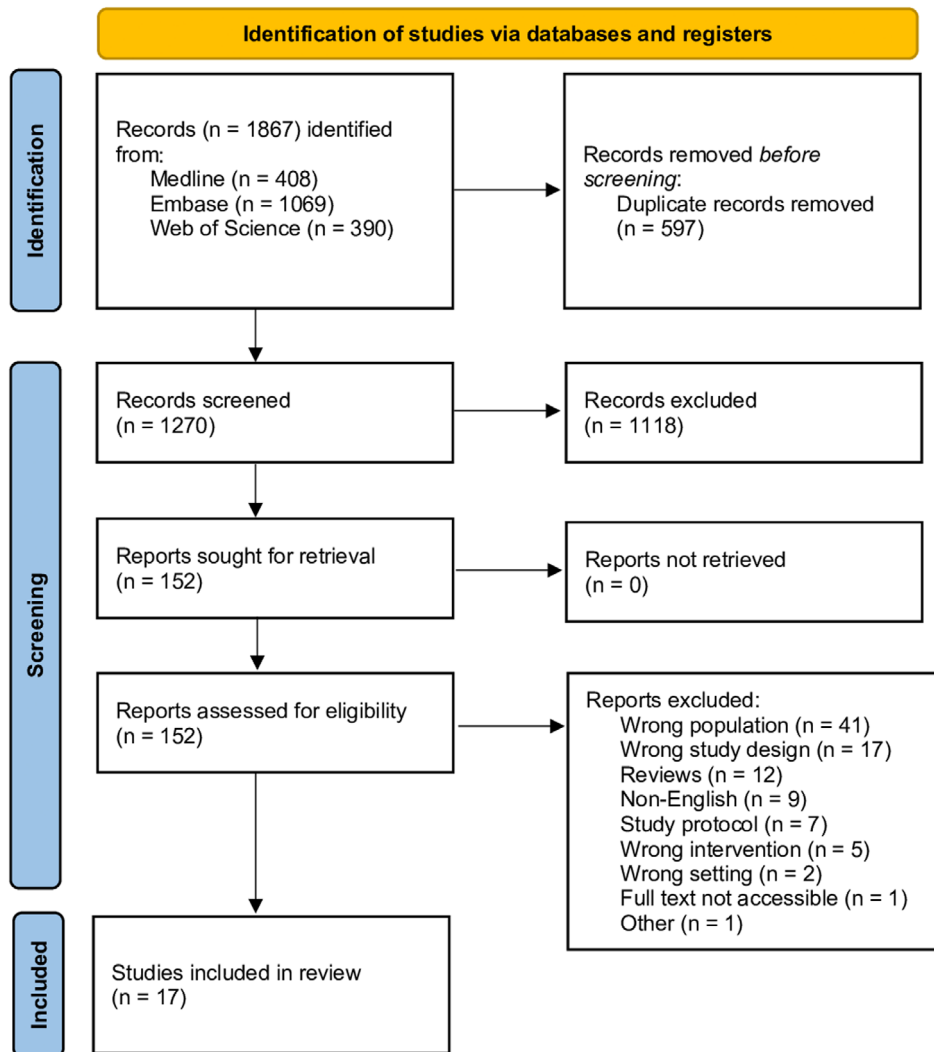 Identification of studies via databases and registers
Identification
Records (n = 1867) identified
from:
Medline (n = 408)
Embase (n = 1069)
Web of Science (n = 390)
Records removed before
screening:
Duplicate records removed
(n = 597)
Screening
Records screened
(n = 1270)
Records excluded
(n = 1118)
Reports sought for retrieval
(n = 152)
Reports not retrieved
(n = 0)
Reports assessed for eligibility
(n = 152)
Reports excluded:
Wrong population (n = 41)
Wrong study design (n = 17)
Reviews (n = 12)
Non-English (n = 9)
Study protocol (n = 7)
Wrong intervention (n = 5)
Wrong setting (n = 2)
Full text not accessible (n = 1)
Other (n = 1)
Included
Studies included in review
(n = 17)